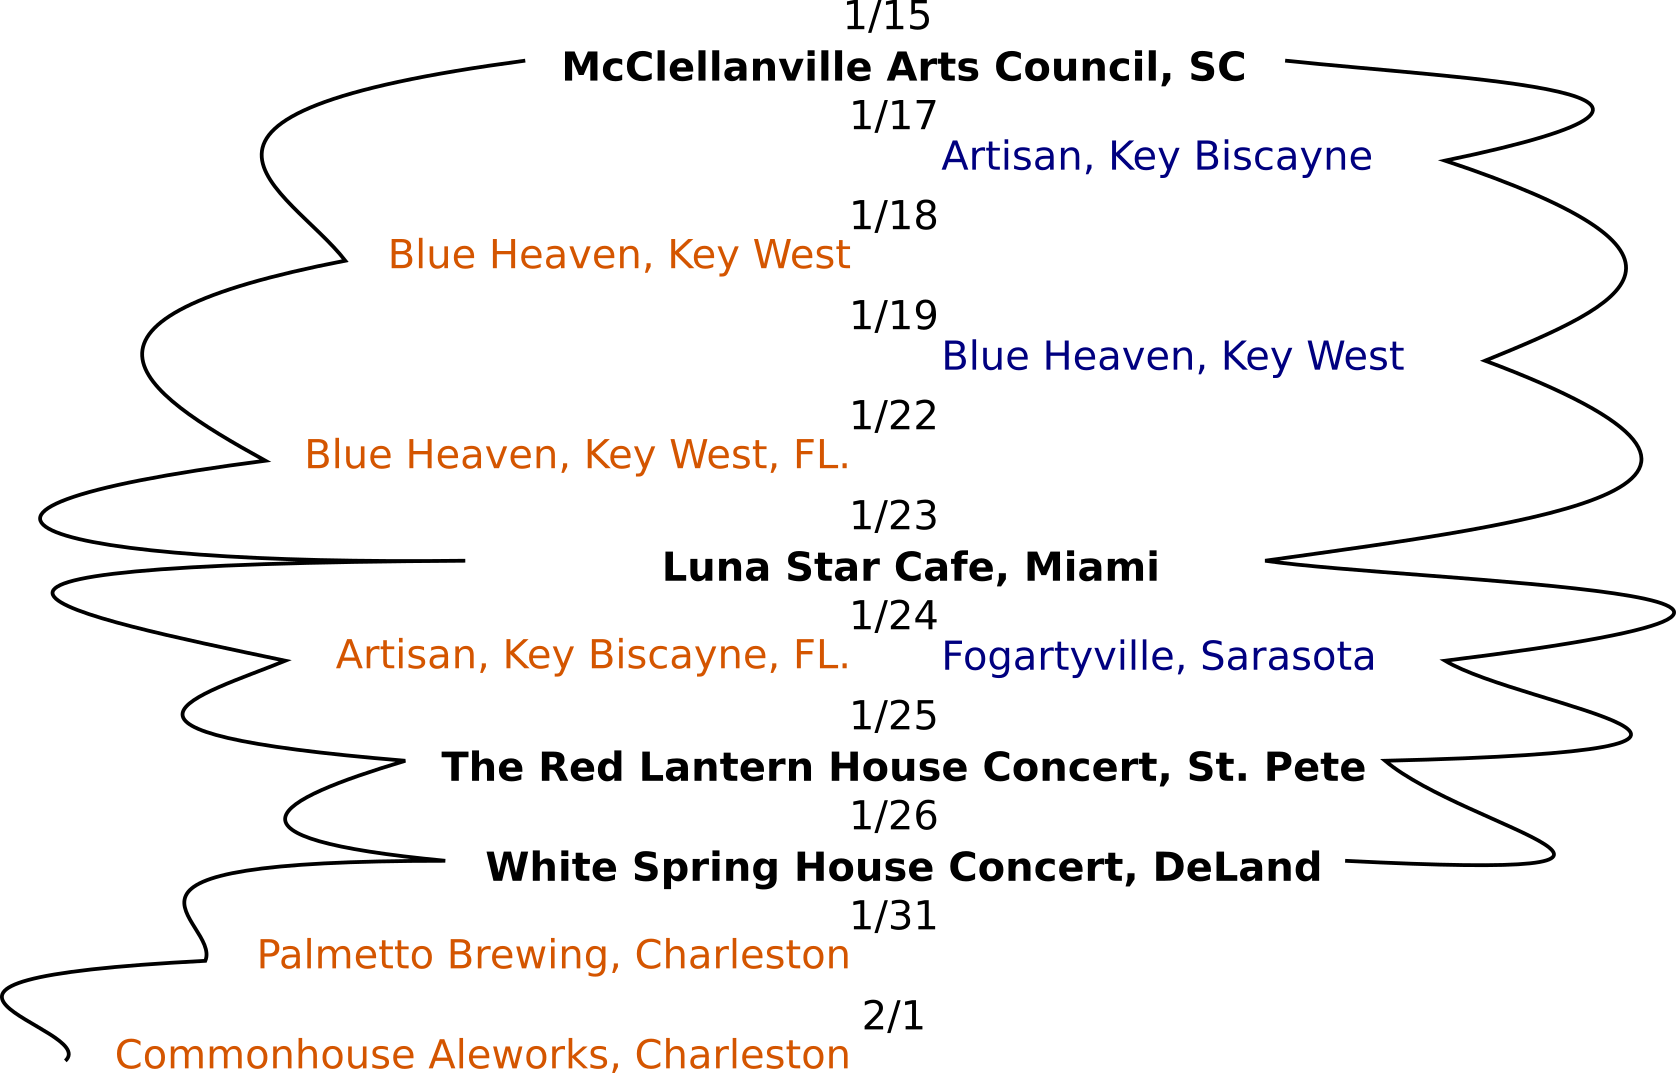 1/15
McClellanville Arts Council, SC
1/17
Artisan, Key Biscayne
1/18
Blue Heaven, Key West
1/19
Blue Heaven, Key West
1/22
Blue Heaven, Key West, FL.
1/23
Luna Star Cafe, Miami
1/24
Artisan, Key Biscayne, FL.
Fogartyville, Sarasota
1/25
The Red Lantern House Concert, St. Pete
1/26
White Spring House Concert, DeLand
1/31
Palmetto Brewing, Charleston
2/1
Commonhouse Aleworks, Charleston